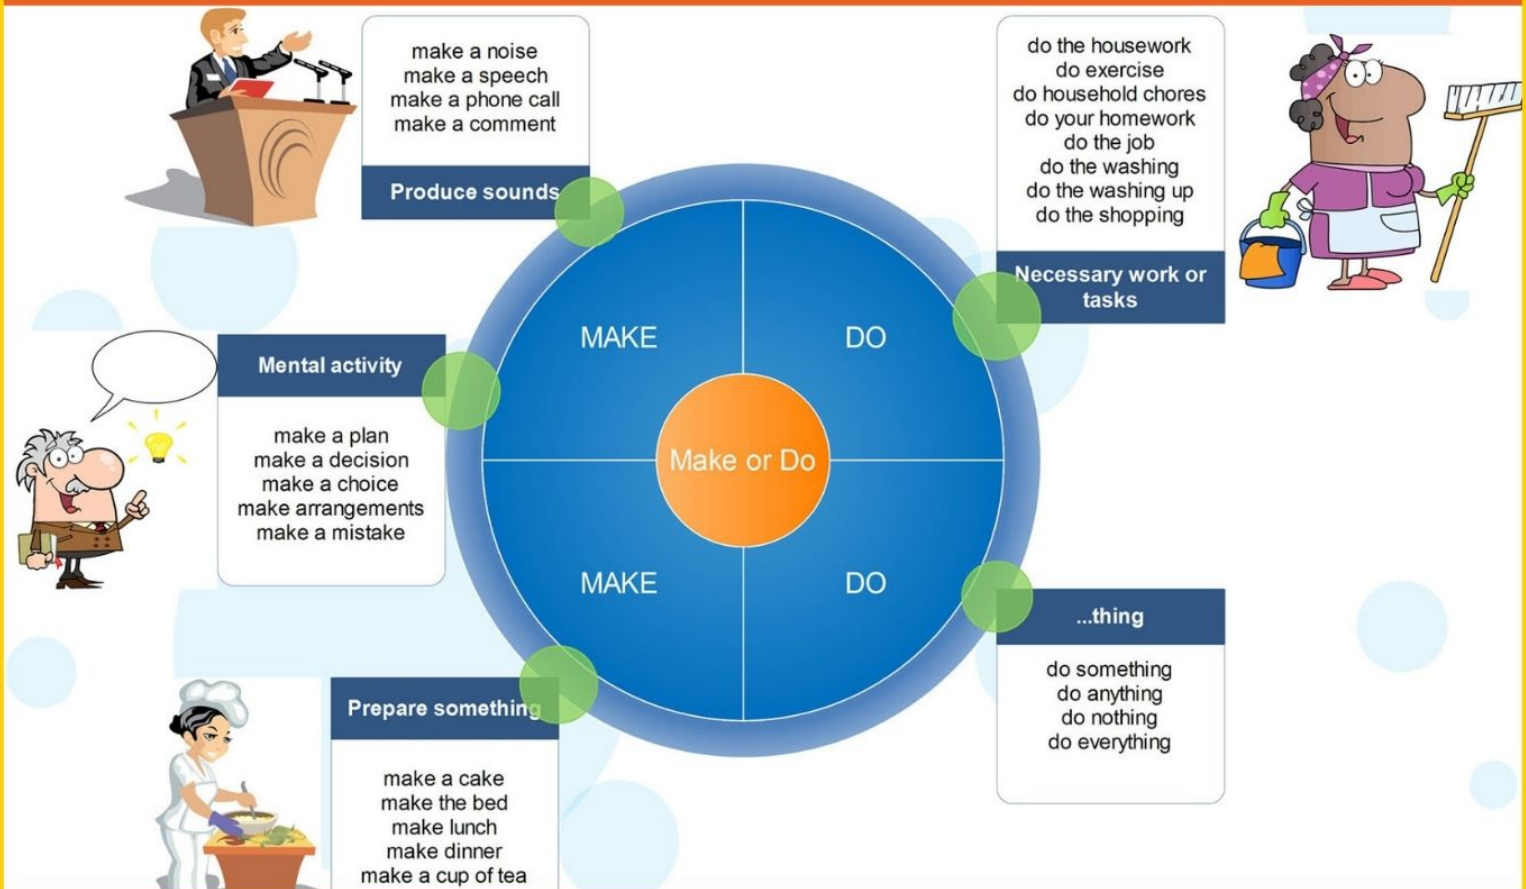 make a noise
make a speech
make a phone call
make a comment
Produce sounds
do the housework
do exercise
do household chores
do your homework
do the job
do the washing
do the washing up
do the shopping
Necessary work or
tasks
MAKE
DO
Mental activity
make a plan
make a decision
make a choice
make arrangements
make a mistake
Make or Do
MAKE
DO
...thing
do something
do anything
do nothing
do everything
Prepare something
make a cake
make the bed
make lunch
make dinner
make a cup of tea